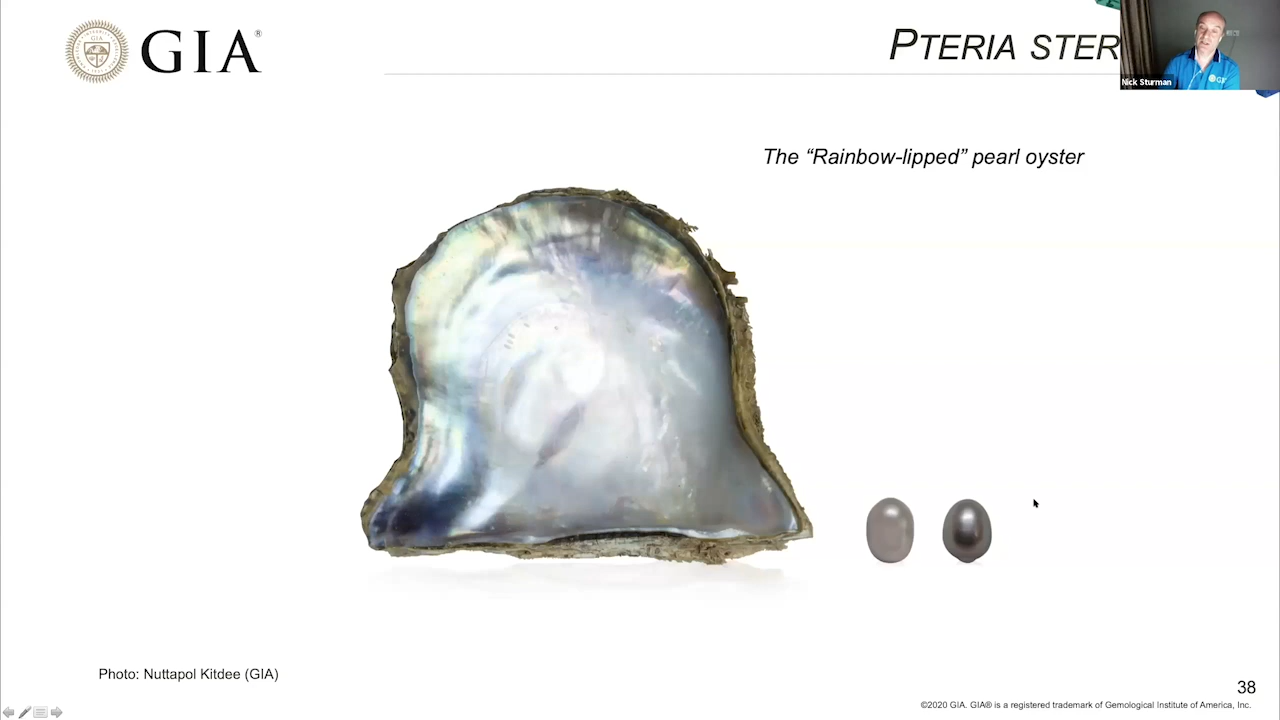 GIA®
PTERIA STER
Nick Sturman
The “Rainbow-lipped” pearl oyster
Photo: Nuttapol Kitdee (GIA)
38
©2020 GIA. GIA® is a registered trademark of Gemological Institute of America, Inc.